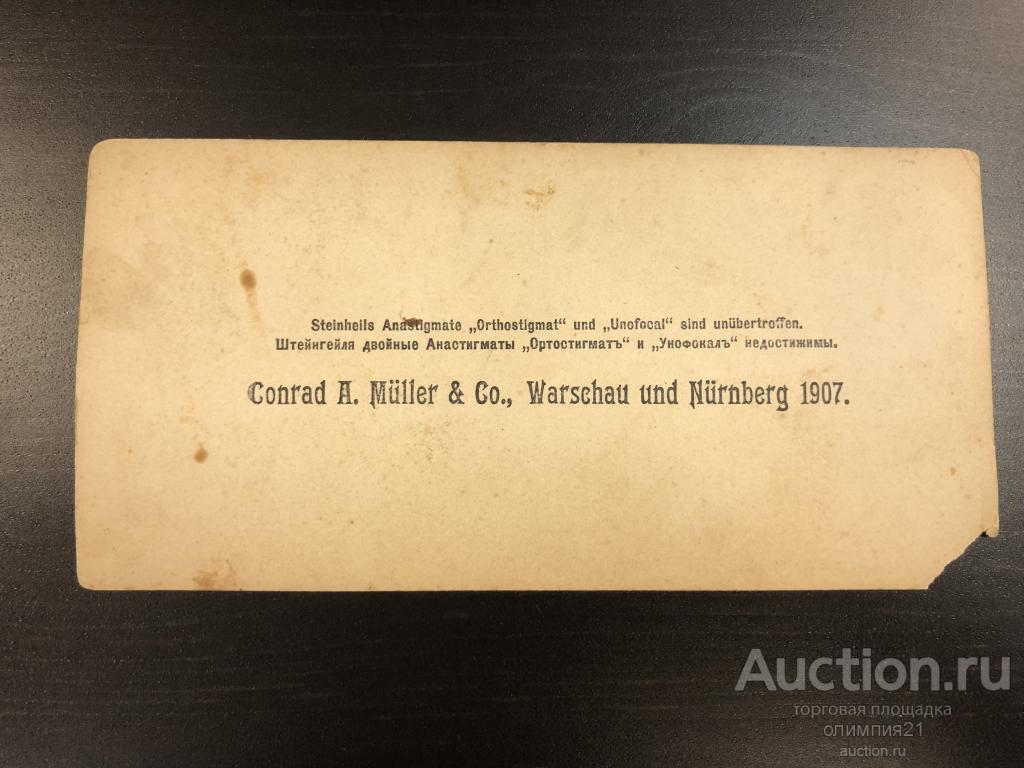 Steinheils Anastigmate „Orthostigmat“ und „Unofocal“ sind unübertroffen.
Штейнгейля двойные Анастигматы „Ортостигматъ“ и „Унофокалъ“ недостижимы.
Conrad A. Müller & Co., Warschau und Nürnberg 1907.
Auction.ru
торговая площадка
олимпия21
auction.ru